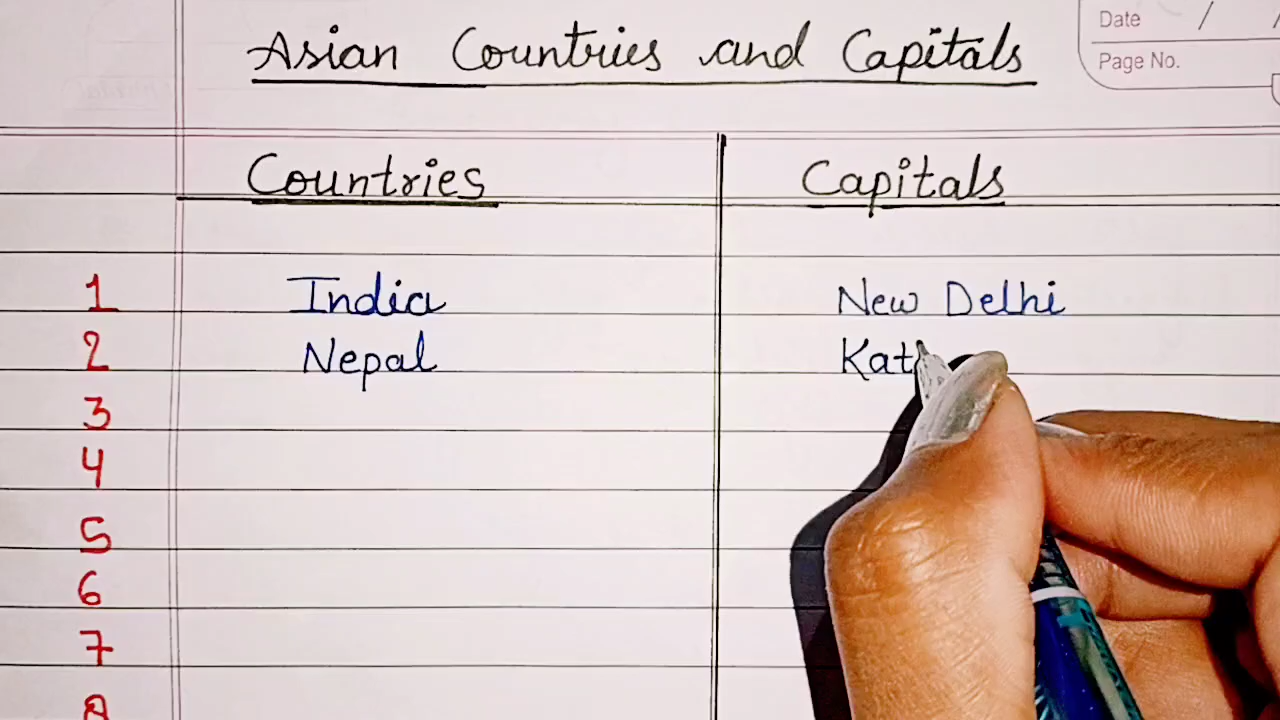 Date / /
Asian Countries and Capitals
Page No.
Countries Capitals
1 India New Delhi
2 Nepal Kat
3
4
5
6
7
8